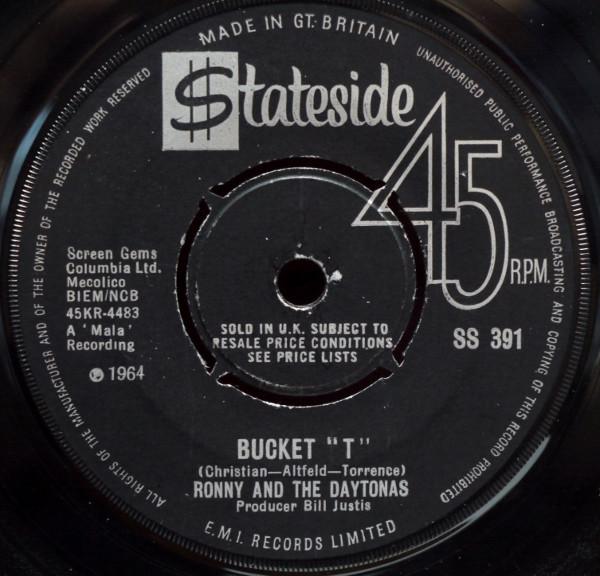 MADE IN GT. BRITAIN
UNAUTHORISED PUBLIC PERFORMANCE BROADCASTING AND COPYING OF THIS RECORD PROHIBITED
ALL RIGHTS OF THE MANUFACTURER AND OF THE OWNER OF THE RECORDED WORK RESERVED
$tateside
45 R.P.M.
Screen Gems
Columbia Ltd.
Mecolico
BIEM/NCB
45KR-4483
A 'Mala'
Recording
℗ 1964
SS 391
SOLD IN U.K. SUBJECT TO
RESALE PRICE CONDITIONS,
SEE PRICE LISTS
BUCKET "T"
(Christian—Altfeld—Torrence)
RONNY AND THE DAYTONAS
Producer Bill Justis
E.M.I. RECORDS LIMITED